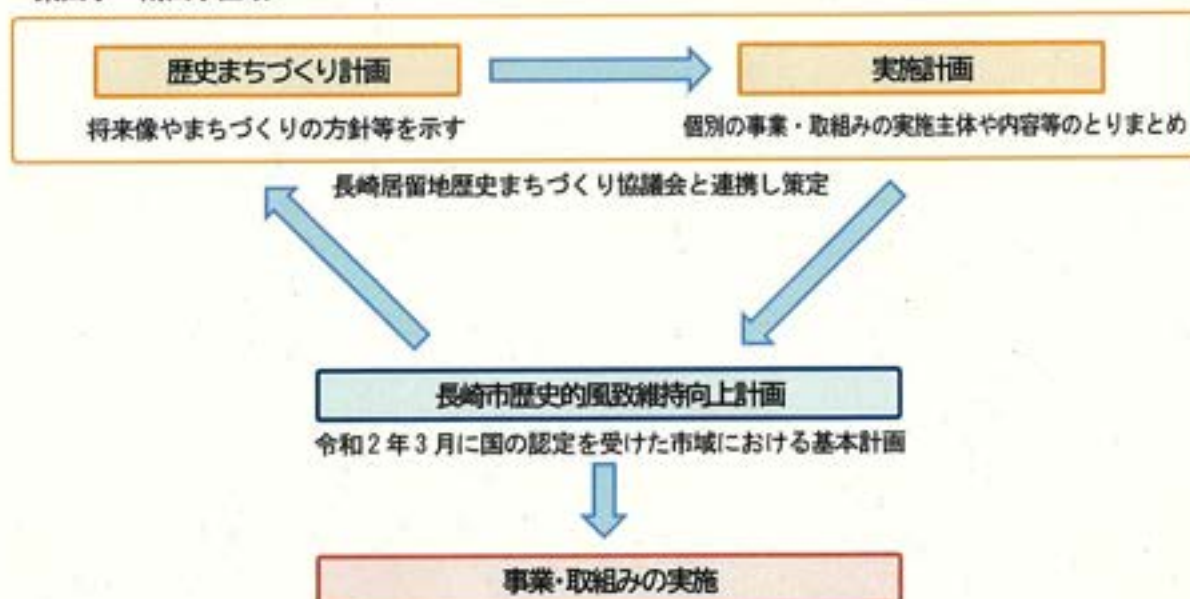 歴史まちづくり計画
実施計画
将来像やまちづくりの方針等を示す
個別の事業・取組みの実施主体や内容等のとりまとめ
長崎居留地歴史まちづくり協議会と連携し策定
長崎市歴史的風致維持向上計画
令和2年3月に国の認定を受けた市域における基本計画
事業・取組みの実施